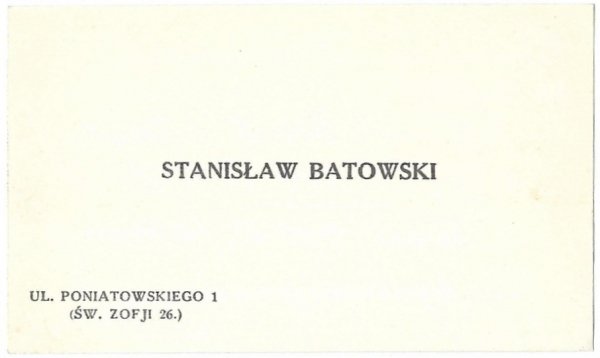 STANISŁAW BATOWSKI
UL. PONIATOWSKIEGO 1
(ŚW. ZOFJI 26.)